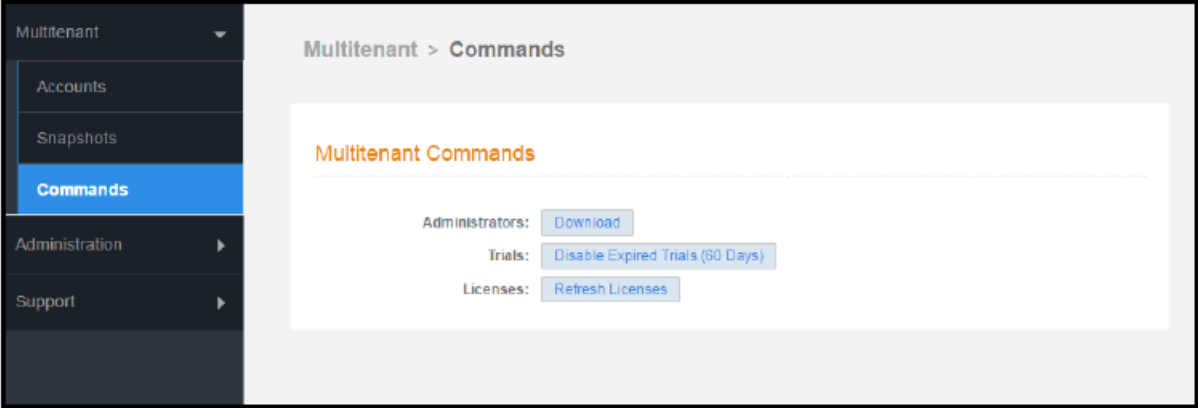 Multitenant
Accounts
Snapshots
Commands
Administration
Support
Multitenant > Commands
Multitenant Commands
Administrators: Download
Trials: Disable Expired Trials (60 Days)
Licenses: Refresh Licenses